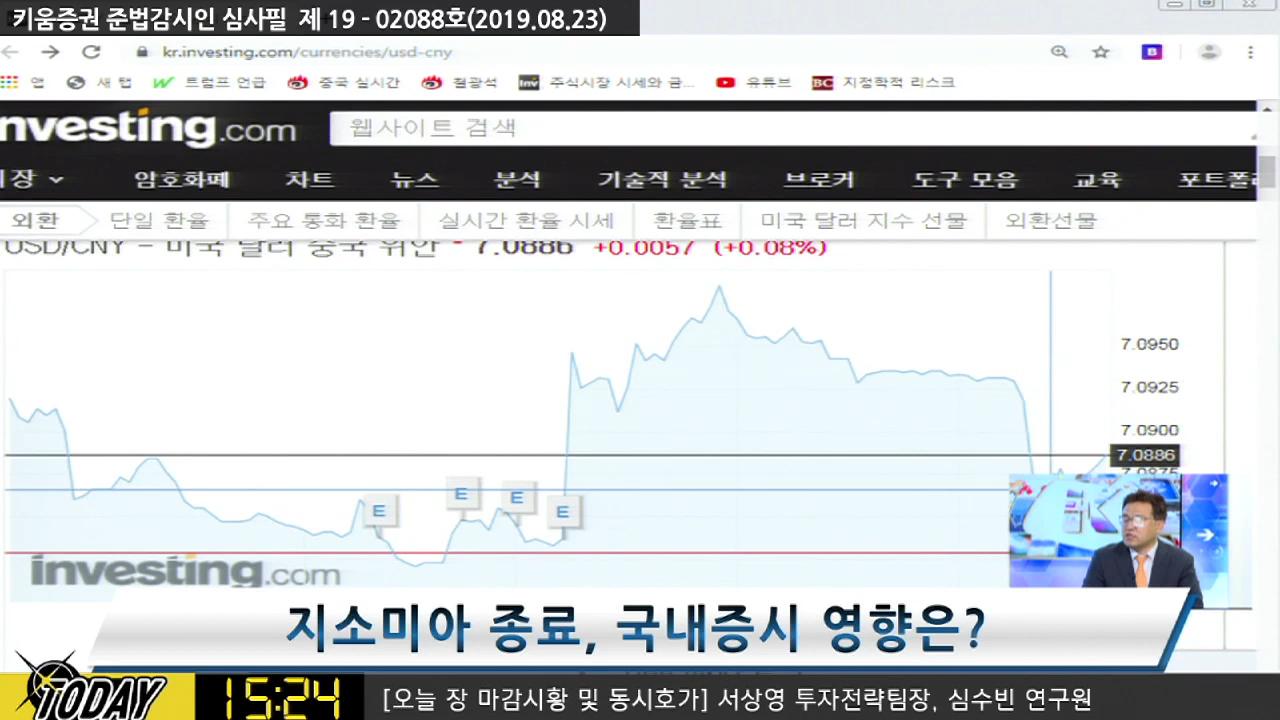 키움증권 준법감시인 심사필 제 19 - 02088호(2019.08.23)
kr.investing.com/currencies/usd-cny
B
앱 새 탭 트럼프 언급 중국 실시간 철광석 Inv 주식시장 시세와 금... 유튜브 BC 지정학적 리스크
nvesting.com 웹사이트 검색
장 암호화폐 차트 뉴스 분석 기술적 분석 브로커 도구 모음 교육 포트폴
외환 단일 환율 주요 통화 환율 실시간 환율 시세 환율표 미국 달러 지수 선물 외환선물
USD/CNY - 미국 달러 중국 위안 7.0886 +0.0057 (+0.08%)
7.0950
7.0925
7.0900
7.0886
7.0875
E E E E
investing.com
지소미아 종료, 국내증시 영향은?
TODAY 15:24 [오늘 장 마감시황 및 동시호가] 서상영 투자전략팀장, 심수빈 연구원